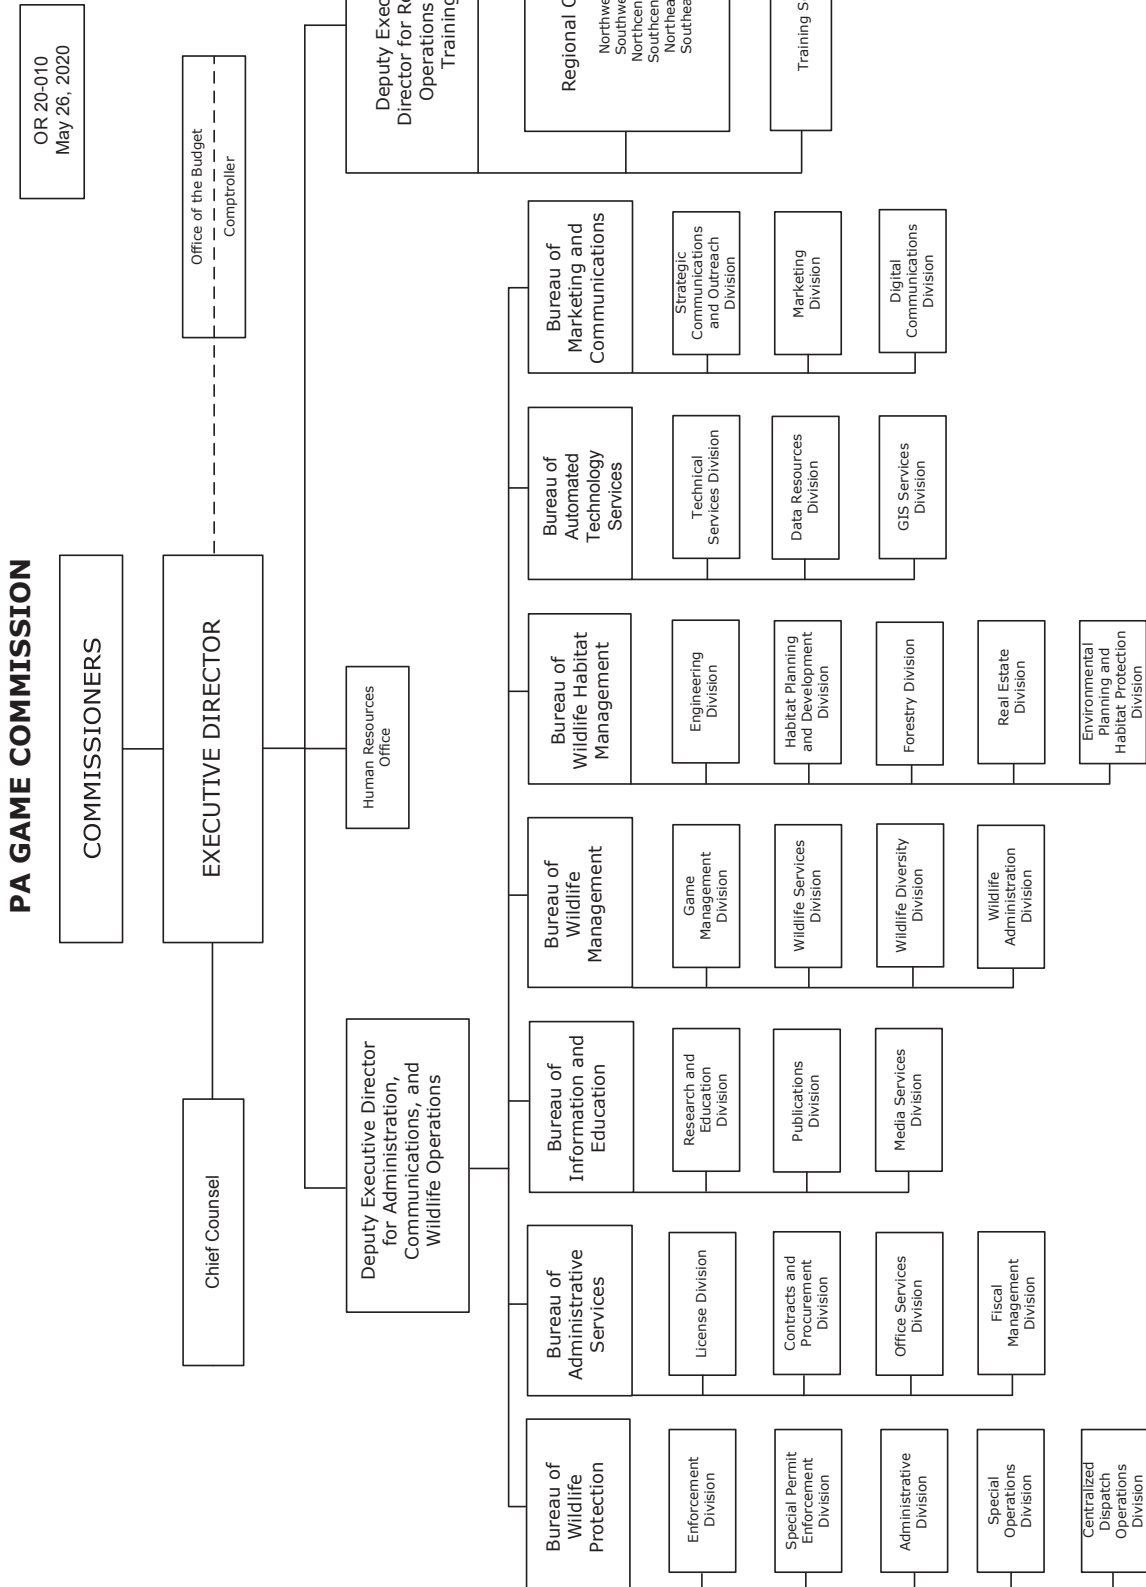 PA GAME COMMISSION
OR 20-010
May 26, 2020
COMMISSIONERS
EXECUTIVE DIRECTOR
Chief Counsel
Office of the Budget
Comptroller
Human Resources
Office
Deputy Executive Director
for Administration,
Communications, and
Wildlife Operations
Deputy Exec
Director for Re
Operations
Training
Bureau of
Wildlife
Protection
Enforcement
Division
Special Permit
Enforcement
Division
Administrative
Division
Special
Operations
Division
Centralized
Dispatch
Operations
Division
Bureau of
Administrative
Services
License Division
Contracts and
Procurement
Division
Office Services
Division
Fiscal
Management
Division
Bureau of
Information and
Education
Research and
Education
Division
Publications
Division
Media Services
Division
Bureau of
Wildlife
Management
Game
Management
Division
Wildlife Services
Division
Wildlife Diversity
Division
Wildlife
Administration
Division
Bureau of
Wildlife Habitat
Management
Engineering
Division
Habitat Planning
and Development
Division
Forestry Division
Real Estate
Division
Environmental
Planning and
Habitat Protection
Division
Bureau of
Automated
Technology
Services
Technical
Services Division
Data Resources
Division
GIS Services
Division
Bureau of
Marketing and
Communications
Strategic
Communications
and Outreach
Division
Marketing
Division
Digital
Communications
Division
Regional O
Northwe
Southwe
Northcen
Southcen
Northea
Southea
Training S